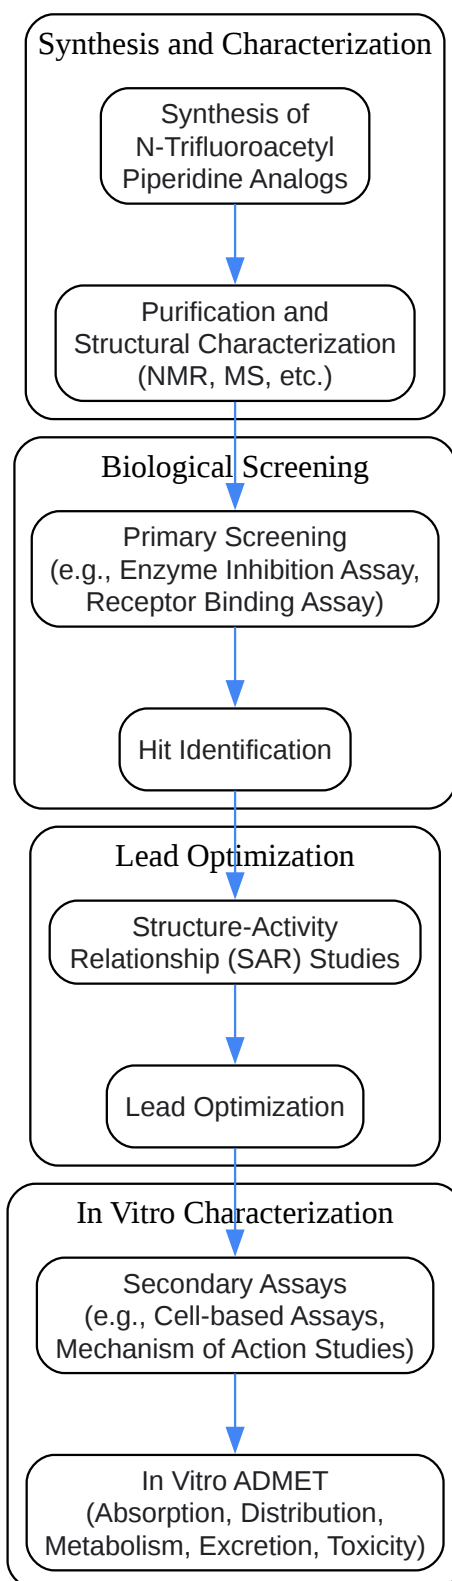 Synthesis and Characterization
Synthesis of
N-Trifluoroacetyl
Piperidine Analogs
Purification and
Structural Characterization
(NMR, MS, etc.)
Biological Screening
Primary Screening
(e.g., Enzyme Inhibition Assay,
Receptor Binding Assay)
Hit Identification
Lead Optimization
Structure-Activity
Relationship (SAR) Studies
Lead Optimization
In Vitro Characterization
Secondary Assays
(e.g., Cell-based Assays,
Mechanism of Action Studies)
In Vitro ADMET
(Absorption, Distribution,
Metabolism, Excretion, Toxicity)